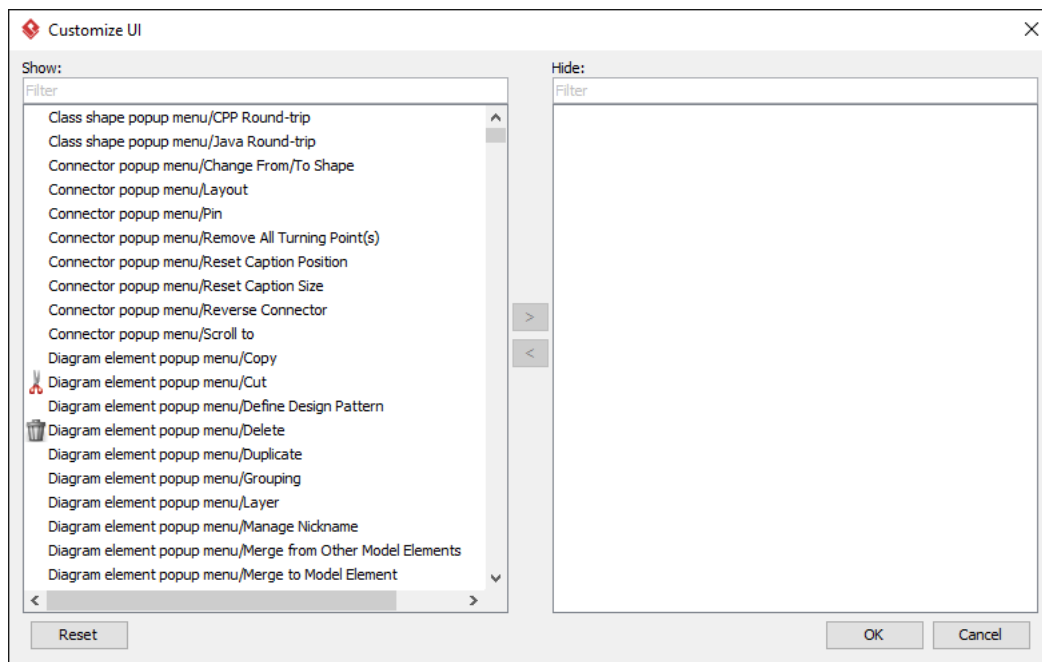 Customize UI
Show:
Filter
Class shape popup menu/CPP Round-trip
Class shape popup menu/Java Round-trip
Connector popup menu/Change From/To Shape
Connector popup menu/Layout
Connector popup menu/Pin
Connector popup menu/Remove All Turning Point(s)
Connector popup menu/Reset Caption Position
Connector popup menu/Reset Caption Size
Connector popup menu/Reverse Connector
Connector popup menu/Scroll to
Diagram element popup menu/Copy
Diagram element popup menu/Cut
Diagram element popup menu/Define Design Pattern
Diagram element popup menu/Delete
Diagram element popup menu/Duplicate
Diagram element popup menu/Grouping
Diagram element popup menu/Layer
Diagram element popup menu/Manage Nickname
Diagram element popup menu/Merge from Other Model Elements
Diagram element popup menu/Merge to Model Element
>
<
Hide:
Filter
Reset
OK
Cancel